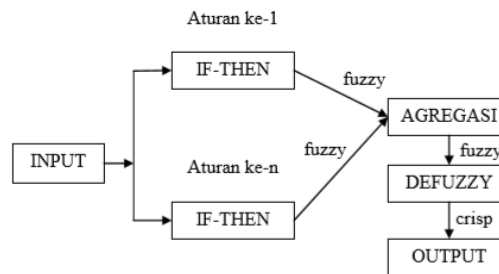 Aturan ke-1
IF-THEN
fuzzy
AGREGASI
INPUT
Aturan ke-n
fuzzy
fuzzy
IF-THEN
DEFUZZY
crisp
OUTPUT